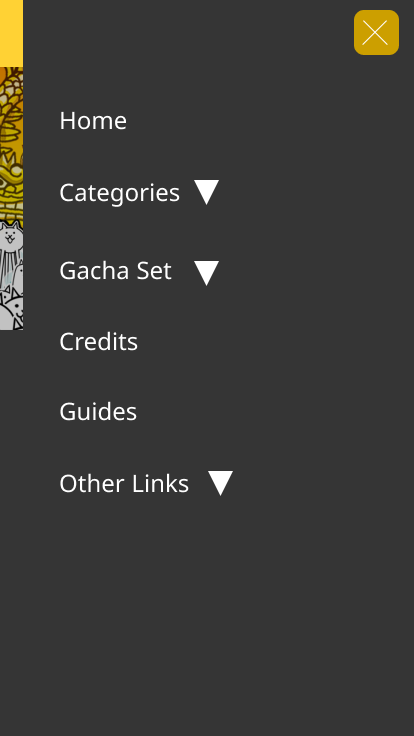 Home
Categories
Gacha Set
Credits
Guides
Other Links